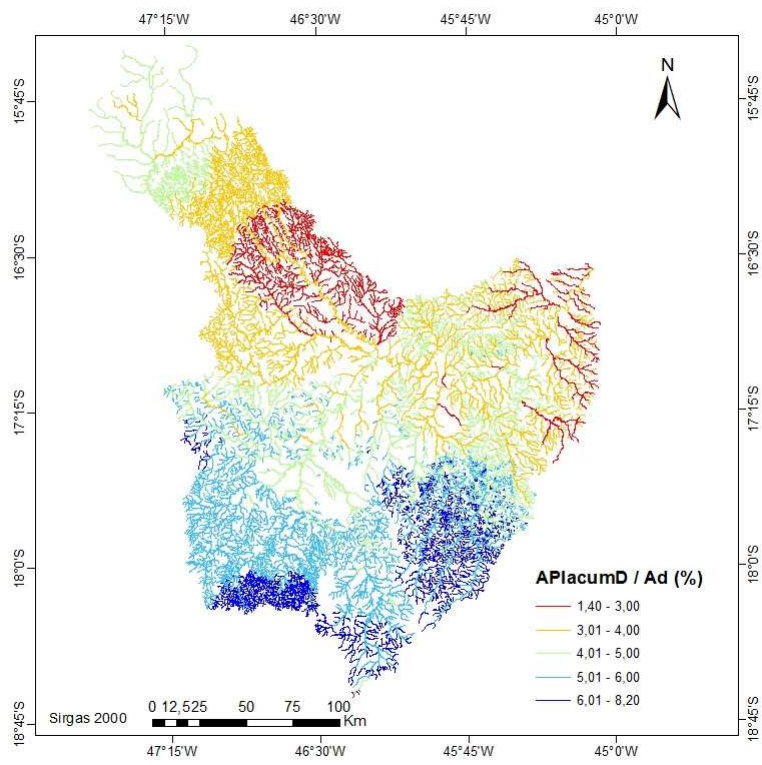 47°15'W 46°30'W 45°45'W 45°0'W
N
15°45'S 15°45'S
16°30'S 16°30'S
17°15'S 17°15'S
18°0'S 18°0'S
APlacumD / Ad (%)
1,40 - 3,00
3,01 - 4,00
4,01 - 5,00
5,01 - 6,00
6,01 - 8,20
0 12,525 50 75 100
Sirgas 2000 Km
18°45'S 18°45'S
47°15'W 46°30'W 45°45'W 45°0'W